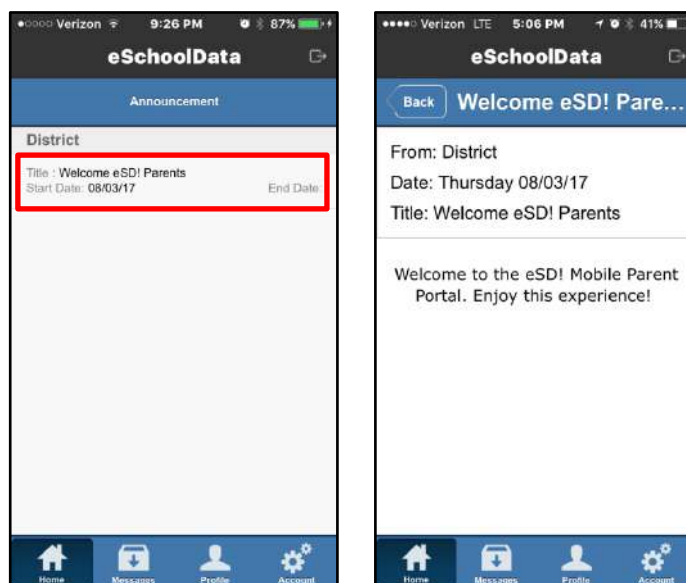 Verizon 9:26 PM 87%
eSchoolData
Announcement
District
Title : Welcome eSD! Parents
Start Date: 08/03/17 End Date:
Home Messages Profile Account
Verizon LTE 5:06 PM 41%
eSchoolData
Back Welcome eSD! Pare...
From: District
Date: Thursday 08/03/17
Title: Welcome eSD! Parents
Welcome to the eSD! Mobile Parent
Portal. Enjoy this experience!
Home Messages Profile Account